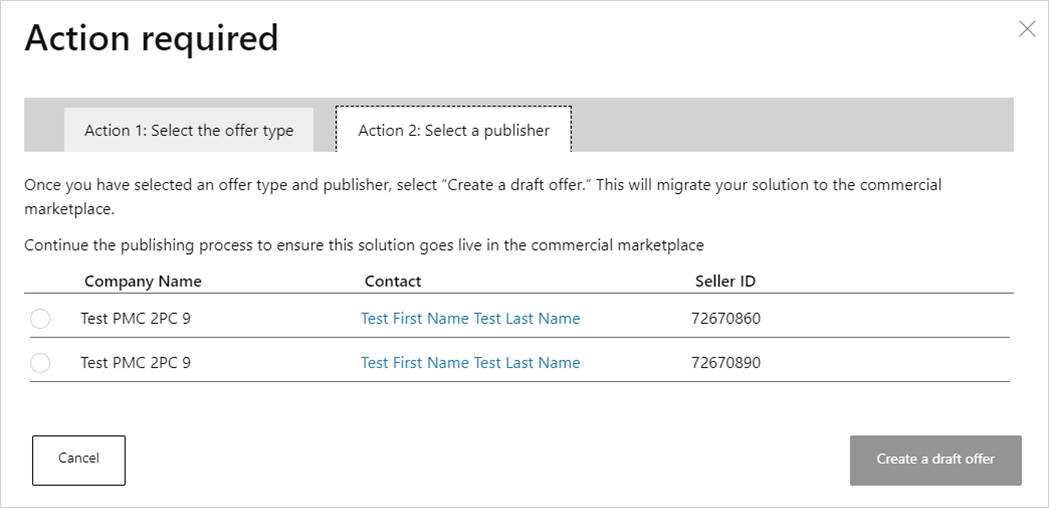 Action required
Action 1: Select the offer type
Action 2: Select a publisher
Once you have selected an offer type and publisher, select “Create a draft offer.” This will migrate your solution to the commercial
marketplace.
Continue the publishing process to ensure this solution goes live in the commercial marketplace
Company Name Contact Seller ID
Test PMC 2PC 9 Test First Name Test Last Name 72670860
Test PMC 2PC 9 Test First Name Test Last Name 72670890
Cancel
Create a draft offer